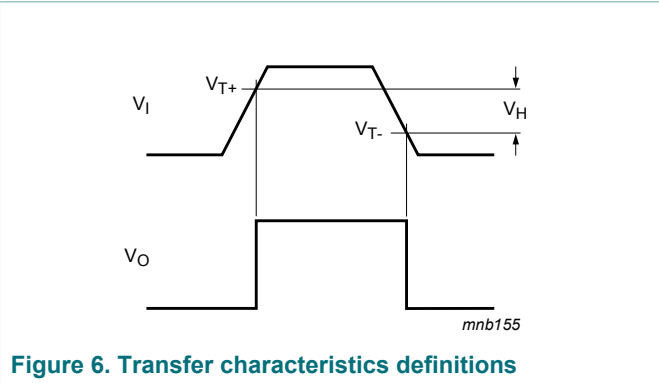 VT+
VI
VH
VT-
VO
mnb155
Figure 6. Transfer characteristics definitions